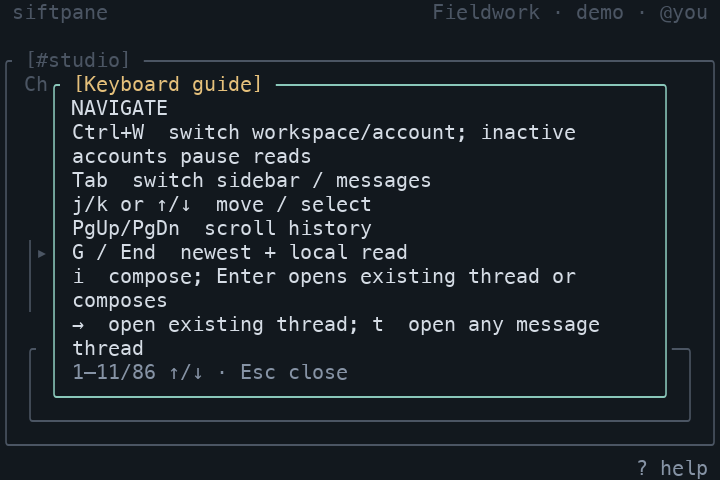 siftpane Fieldwork · demo · @you
[#studio]
Ch [Keyboard guide]
NAVIGATE
Ctrl+W  switch workspace/account; inactive
accounts pause reads
Tab  switch sidebar / messages
j/k or ↑/↓  move / select
PgUp/PgDn  scroll history
G / End  newest + local read
i  compose; Enter opens existing thread or
composes
→  open existing thread; t  open any message
thread
1–11/86 ↑/↓ · Esc close
? help